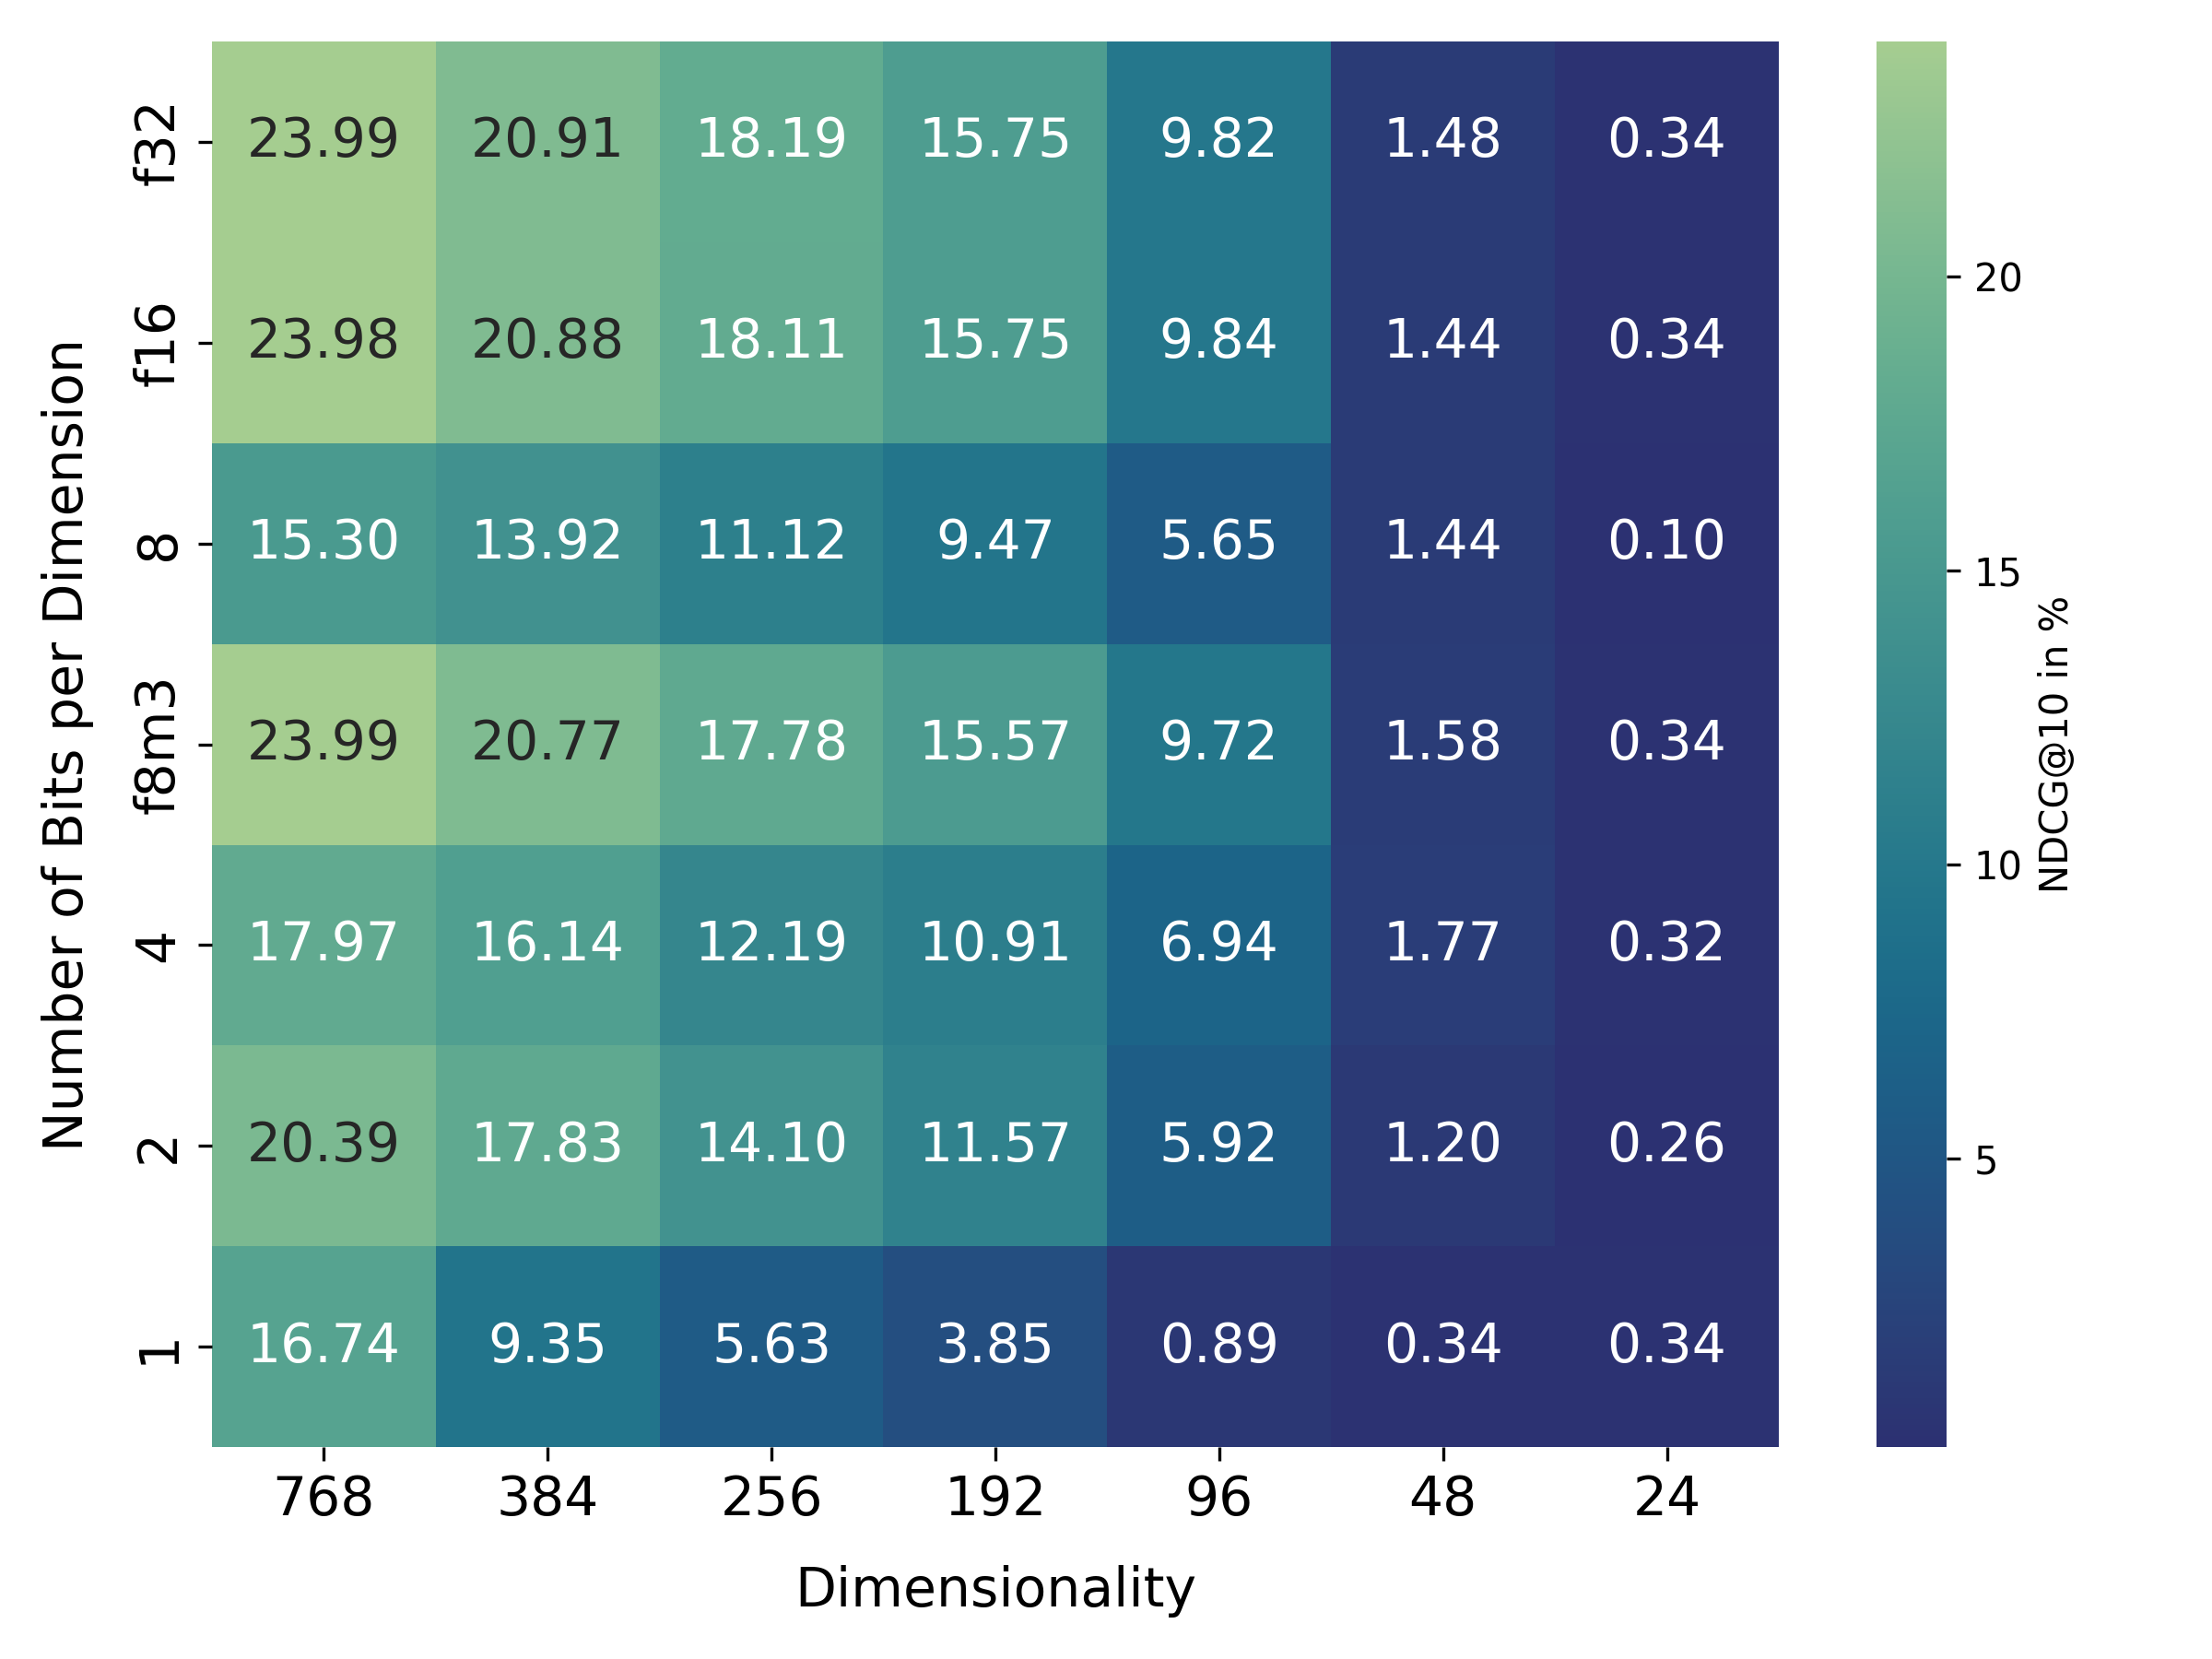 Number of Bits per Dimension
f32 23.99 20.91 18.19 15.75 9.82 1.48 0.34
f16 23.98 20.88 18.11 15.75 9.84 1.44 0.34
8 15.30 13.92 11.12 9.47 5.65 1.44 0.10
f8m3 23.99 20.77 17.78 15.57 9.72 1.58 0.34
4 17.97 16.14 12.19 10.91 6.94 1.77 0.32
2 20.39 17.83 14.10 11.57 5.92 1.20 0.26
1 16.74 9.35 5.63 3.85 0.89 0.34 0.34
768 384 256 192 96 48 24
Dimensionality
20
15
10
5
NDCG@10 in %